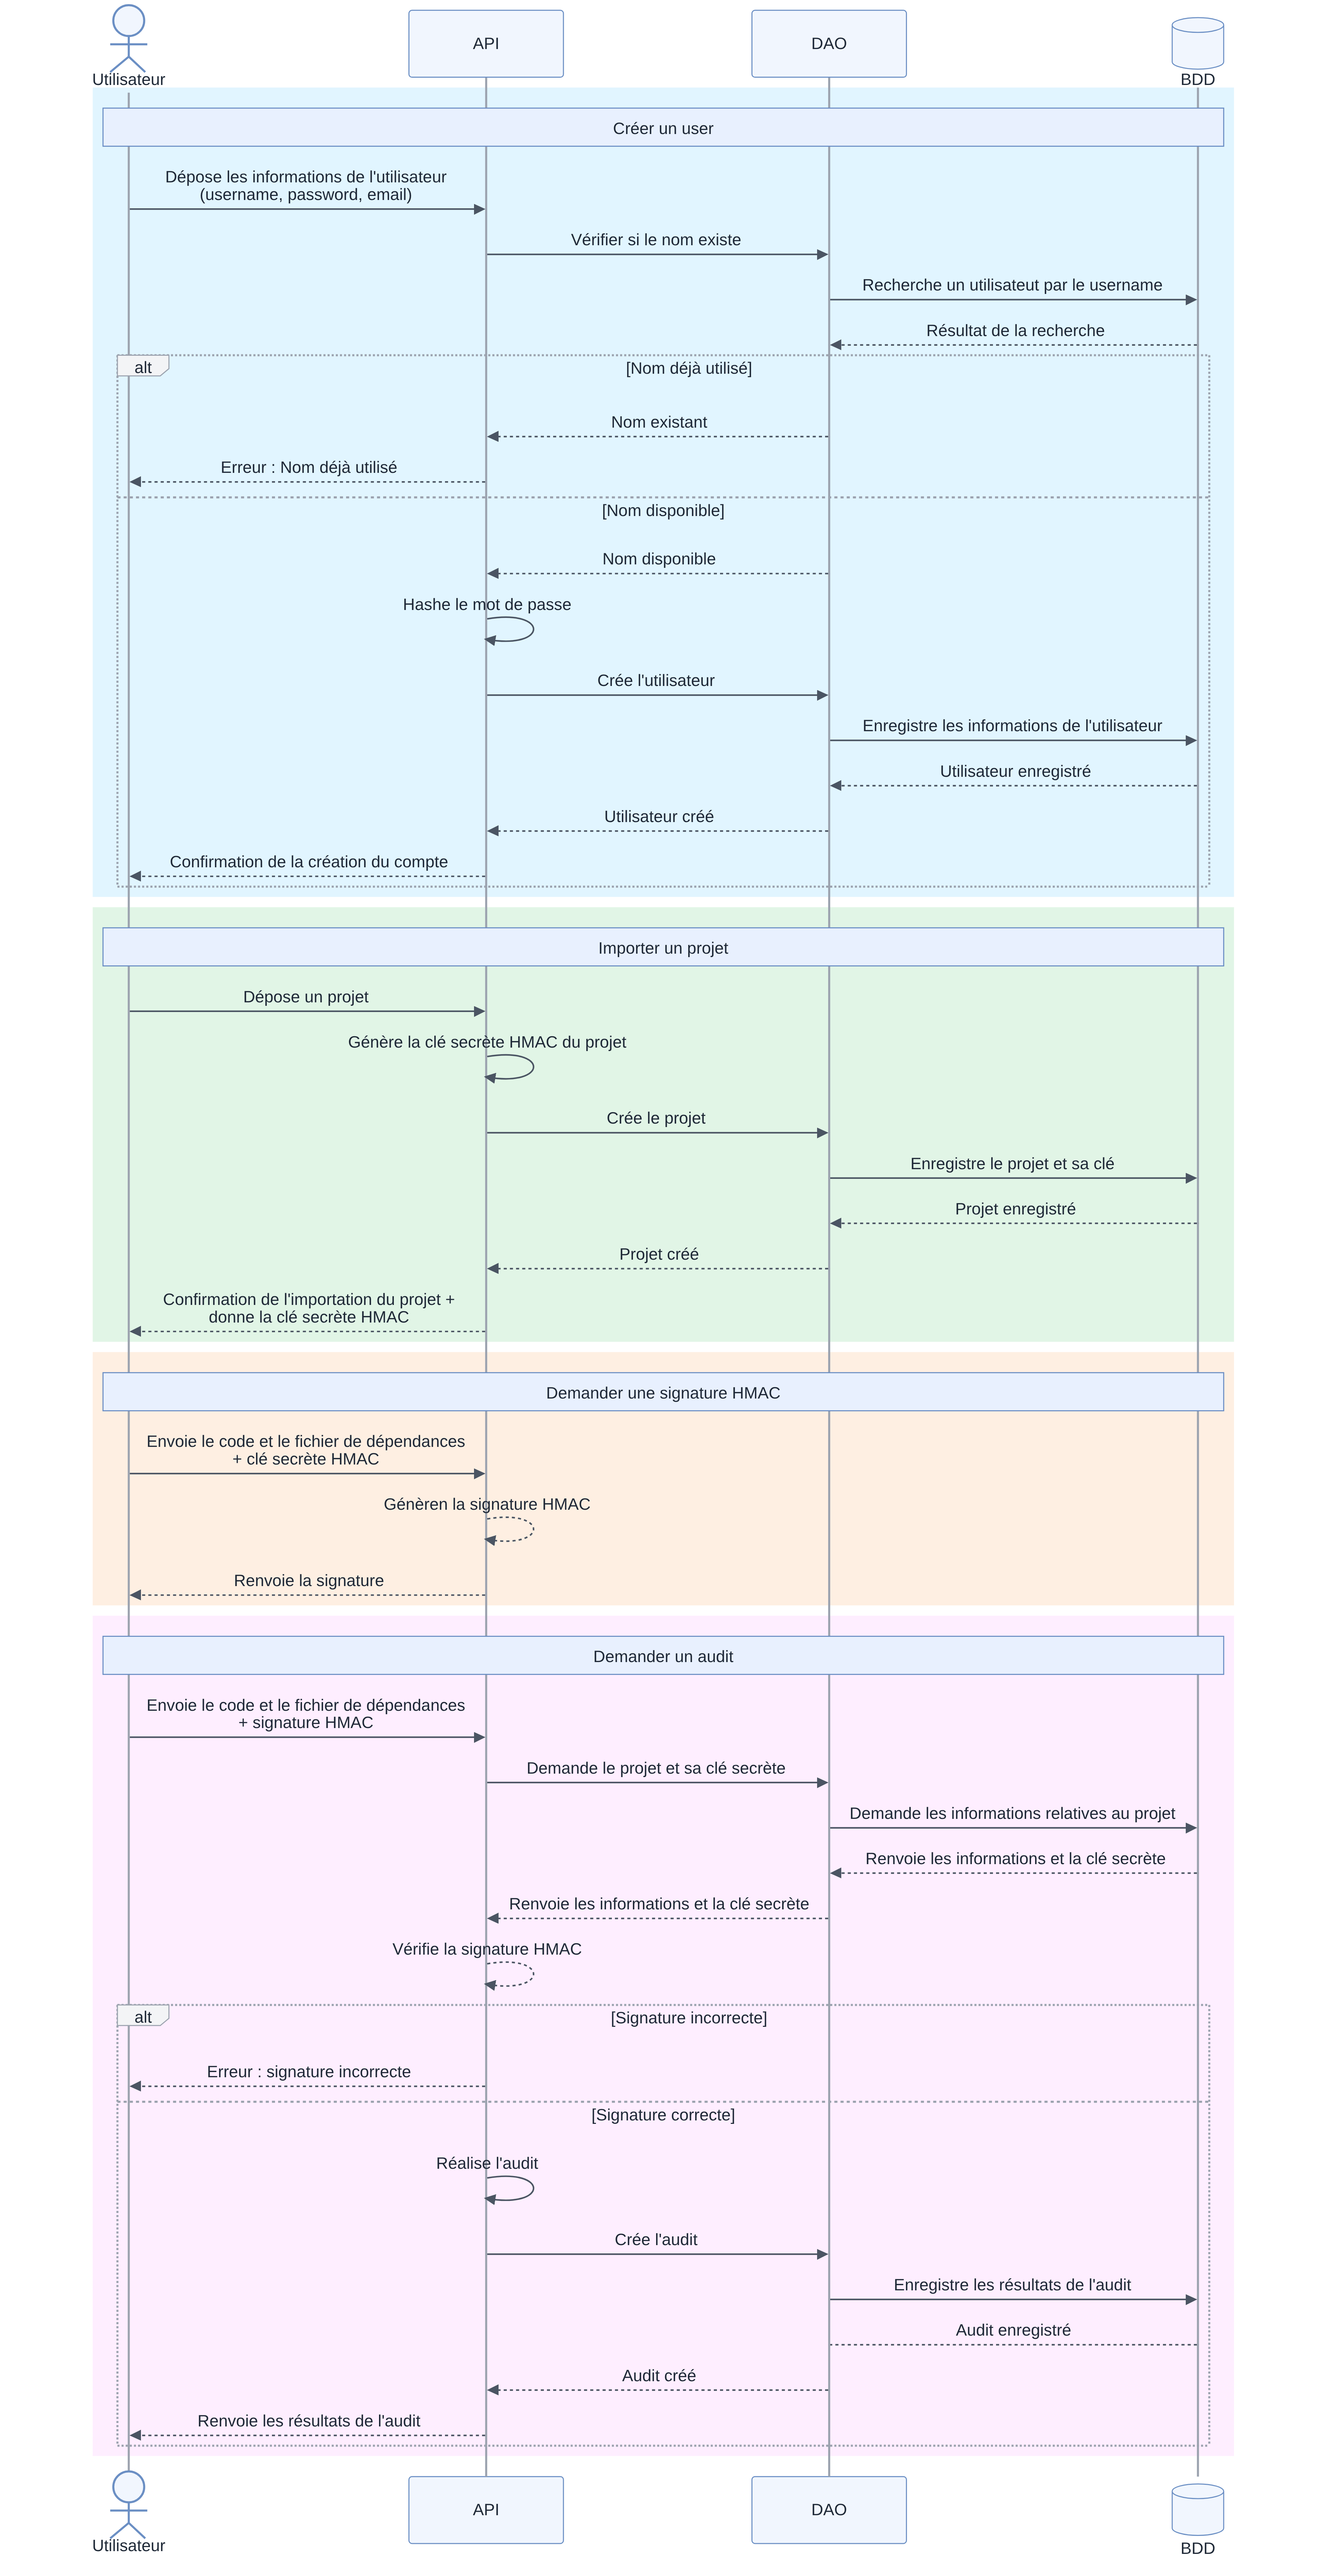 Utilisateur
API
DAO
BDD
Créer un user
Dépose les informations de l'utilisateur
(username, password, email)
Vérifier si le nom existe
Recherche un utilisateut par le username
Résultat de la recherche
alt
[Nom déjà utilisé]
Nom existant
Erreur : Nom déjà utilisé
[Nom disponible]
Nom disponible
Hashe le mot de passe
Crée l'utilisateur
Enregistre les informations de l'utilisateur
Utilisateur enregistré
Utilisateur créé
Confirmation de la création du compte
Importer un projet
Dépose un projet
Génère la clé secrète HMAC du projet
Crée le projet
Enregistre le projet et sa clé
Projet enregistré
Projet créé
Confirmation de l'importation du projet +
donne la clé secrète HMAC
Demander une signature HMAC
Envoie le code et le fichier de dépendances
+ clé secrète HMAC
Génèren la signature HMAC
Renvoie la signature
Demander un audit
Envoie le code et le fichier de dépendances
+ signature HMAC
Demande le projet et sa clé secrète
Demande les informations relatives au projet
Renvoie les informations et la clé secrète
Renvoie les informations et la clé secrète
Vérifie la signature HMAC
alt
[Signature incorrecte]
Erreur : signature incorrecte
[Signature correcte]
Réalise l'audit
Crée l'audit
Enregistre les résultats de l'audit
Audit enregistré
Audit créé
Renvoie les résultats de l'audit
Utilisateur
API
DAO
BDD